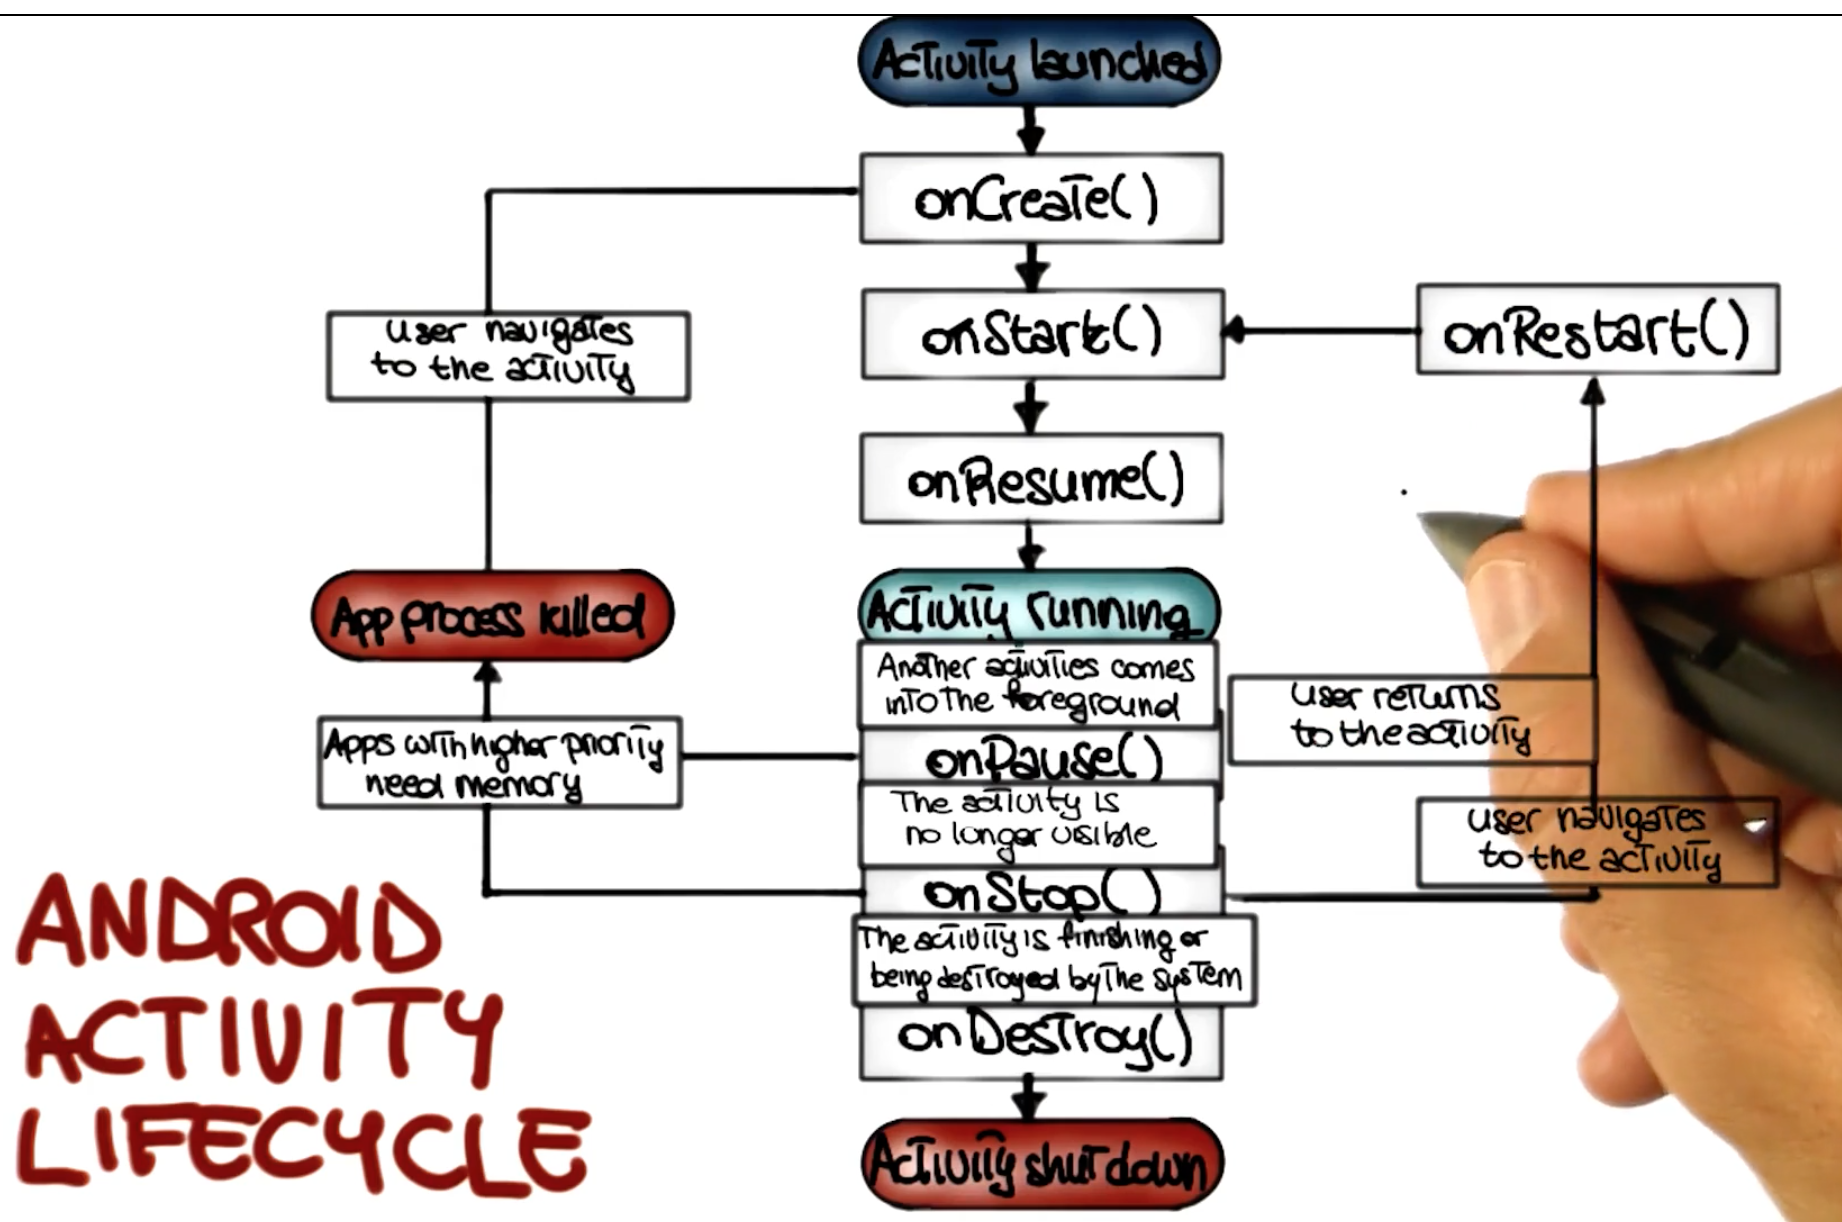 Activity launched
onCreate()
user navigates
to the activity
onStart()
onRestart()
onResume()
App process killed
Activity running
Another activities comes
into the foreground
user returns
to the activity
Apps with higher priority
need memory
onPause()
The activity is
no longer visible
user navigates
to the activity
onStop()
The activity is finishing or
being destroyed by the system
onDestroy()
Activity shut down
ANDROID
ACTIVITY
LIFECYCLE